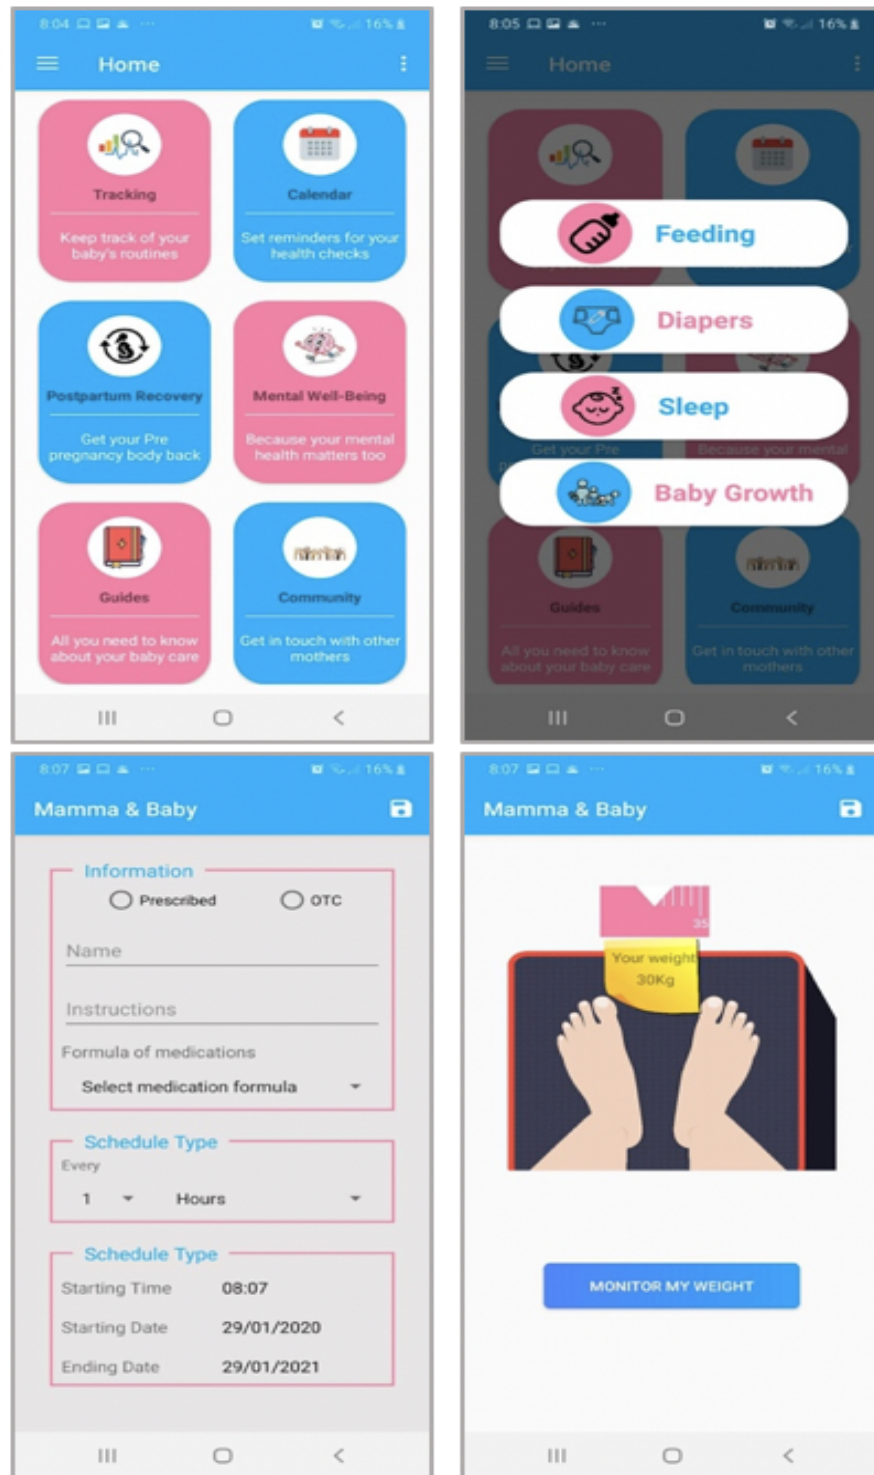 8:04
16%
Home
Tracking
Keep track of your
baby's routines
Calendar
Set reminders for your
health checks
Postpartum Recovery
Get your Pre
pregnancy body back
Mental Well-Being
Because your mental
health matters too
Guides
All you need to know
about your baby care
Community
Get in touch with other
mothers
8:05
16%
Home
Feeding
Diapers
Sleep
Get your Pre
Because your mental
Baby Growth
Guides
All you need to know
about your baby care
Community
Get in touch with other
mothers
8:07
16%
Mamma & Baby
Information
Prescribed
OTC
Name
Instructions
Formula of medications
Select medication formula
Schedule Type
Every
1 Hours
Schedule Type
Starting Time 08:07
Starting Date 29/01/2020
Ending Date 29/01/2021
8:07
16%
Mamma & Baby
35
Your weight
30Kg
MONITOR MY WEIGHT